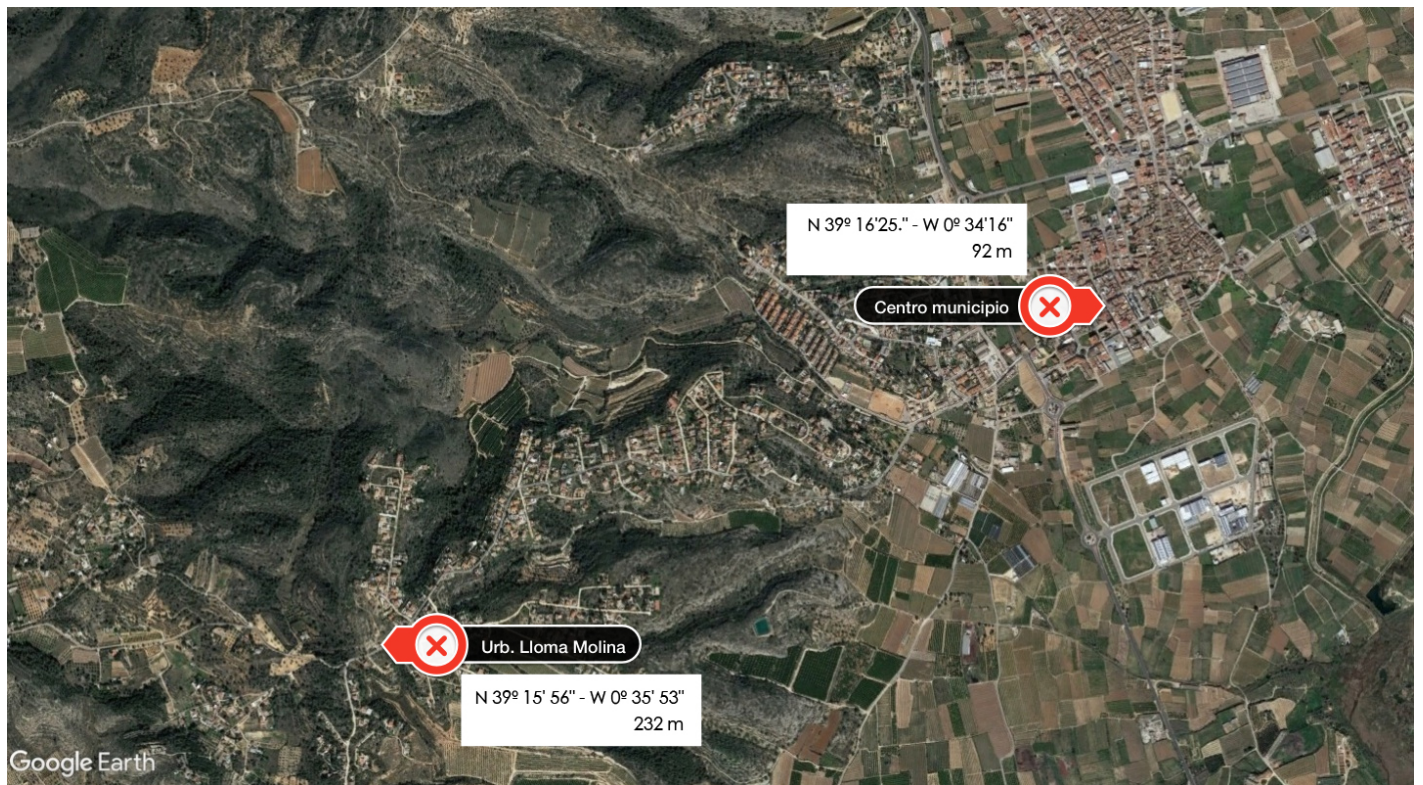 N 39º 16'25." - W 0º 34'16"
92 m
Centro municipio
Urb. Lloma Molina
N 39º 15' 56" - W 0º 35' 53"
232 m
Google Earth